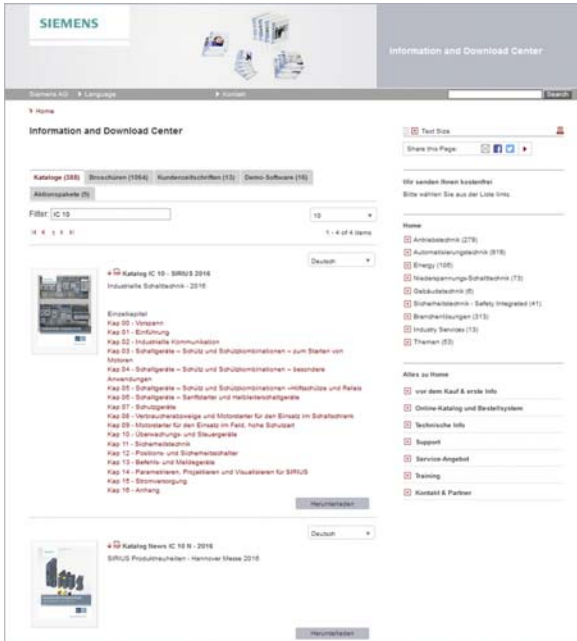 SIEMENS
Information and Download Center
Siemens AG
Language
Kontakt
Search
Home
Information and Download Center
Kataloge (388)
Broschüren (1064)
Kundenzeitschriften (13)
Demo-Software (16)
Aktionspakete (5)
Filter: IC 10
10
1 - 4 of 4 items
Deutsch
Katalog IC 10 - SIRIUS 2016
Industrielle Schalttechnik - 2016
Einzelkapitel
Kap 00 - Vorspann
Kap 01 - Einführung
Kap 02 - Industrielle Kommunikation
Kap 03 - Schaltgeräte – Schütz und Schützkombinationen – zum Starten von
Motoren
Kap 04 - Schaltgeräte – Schütz und Schützkombinationen – besondere
Anwendungen
Kap 05 - Schaltgeräte – Schütz und Schützkombinationen –Hilfsschütze und Relais
Kap 06 - Schaltgeräte – Sanftstarter und Halbleiterschaltgeräte
Kap 07 - Schutzgeräte
Kap 08 - Verbraucherabzweige und Motorstarter für den Einsatz im Schaltschrank
Kap 09 - Motorstarter für den Einsatz im Feld, hohe Schutzart
Kap 10 - Überwachungs- und Steuergeräte
Kap 11 - Sicherheitstechnik
Kap 12 - Positions- und Sicherheitsschalter
Kap 13 - Befehls- und Meldegeräte
Kap 14 - Parametrieren, Projektieren und Visualisieren für SIRIUS
Kap 15 - Stromversorgung
Kap 16 - Anhang
Herunterladen
Deutsch
Katalog News IC 10 N - 2016
SIRIUS Produktneuheiten - Hannover Messe 2016
Herunterladen
Text Size
Share this Page:
Wir senden Ihnen kostenfrei
Bitte wählen Sie aus der Liste links.
Home
Antriebstechnik (279)
Automatisierungstechnik (919)
Energy (106)
Niederspannungs-Schalttechnik (73)
Gebäudetechnik (6)
Sicherheitstechnik - Safety Integrated (41)
Branchenlösungen (313)
Industry Services (13)
Themen (53)
Alles zu Home
vor dem Kauf & erste Info
Online-Katalog und Bestellsystem
Technische Info
Support
Service-Angebot
Training
Kontakt & Partner